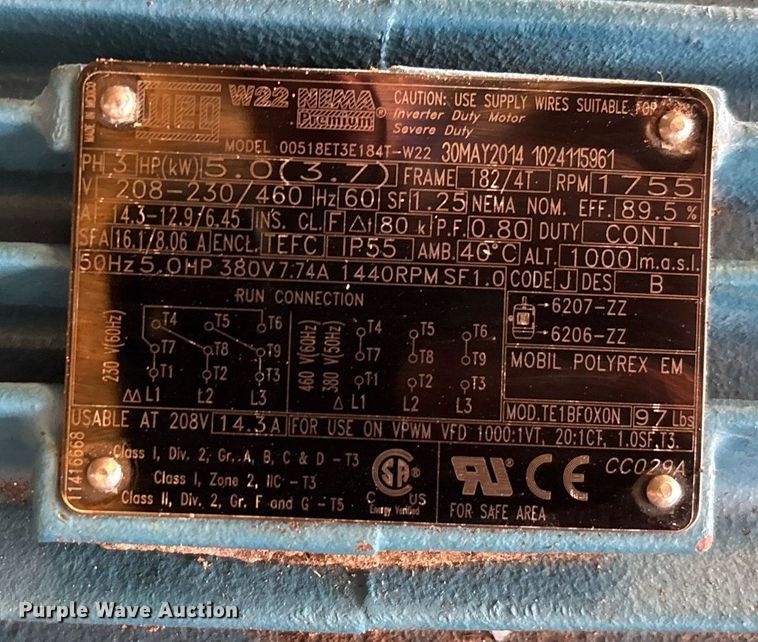 WEG W22 NEMA Premium ® CAUTION: USE SUPPLY WIRES SUITABLE FOR
Inverter Duty Motor
Severe Duty
MADE IN MEXICO
MODEL 00518ET3E184T-W22 30MAY2014 1024115961
PH 3 HP(kW) 5.0(3.7) FRAME 182/4T RPM 1755
V 208-230/460 Hz 60 SF 1.25 NEMA NOM. EFF. 89.5 %
A 14.3-12.9/6.45 INS. CL. F Δt 80 k P.F. 0.80 DUTY CONT.
SFA 16.1/8.06 A ENCL. TEFC IP55 AMB. 40°C ALT. 1000 m.a.s.l.
50Hz 5.0HP 380V 7.74A 1440RPM SF1.0 CODE J DES B
RUN CONNECTION
230 V(60Hz)
T4 T5 T6
T7 T8 T9
T1 T2 T3
ΔΔ L1 L2 L3
460 V(60Hz)
380 V(50Hz)
T4 T5 T6
T7 T8 T9
T1 T2 T3
Δ L1 L2 L3
6207-ZZ
6206-ZZ
MOBIL POLYREX EM
MOD.TE1BF0X0N 97 Lbs
USABLE AT 208V 14.3A FOR USE ON VPWM VFD 1000:1VT, 20:1CT, 1.0SF,T3.
11416668
Class I, Div. 2, Gr. A, B, C & D - T3
Class I, Zone 2, IIC - T3
Class II, Div. 2, Gr. F and G - T5
CSA
C US
Energy Verified
RU CE
FOR SAFE AREA
CC029A
Purple Wave Auction